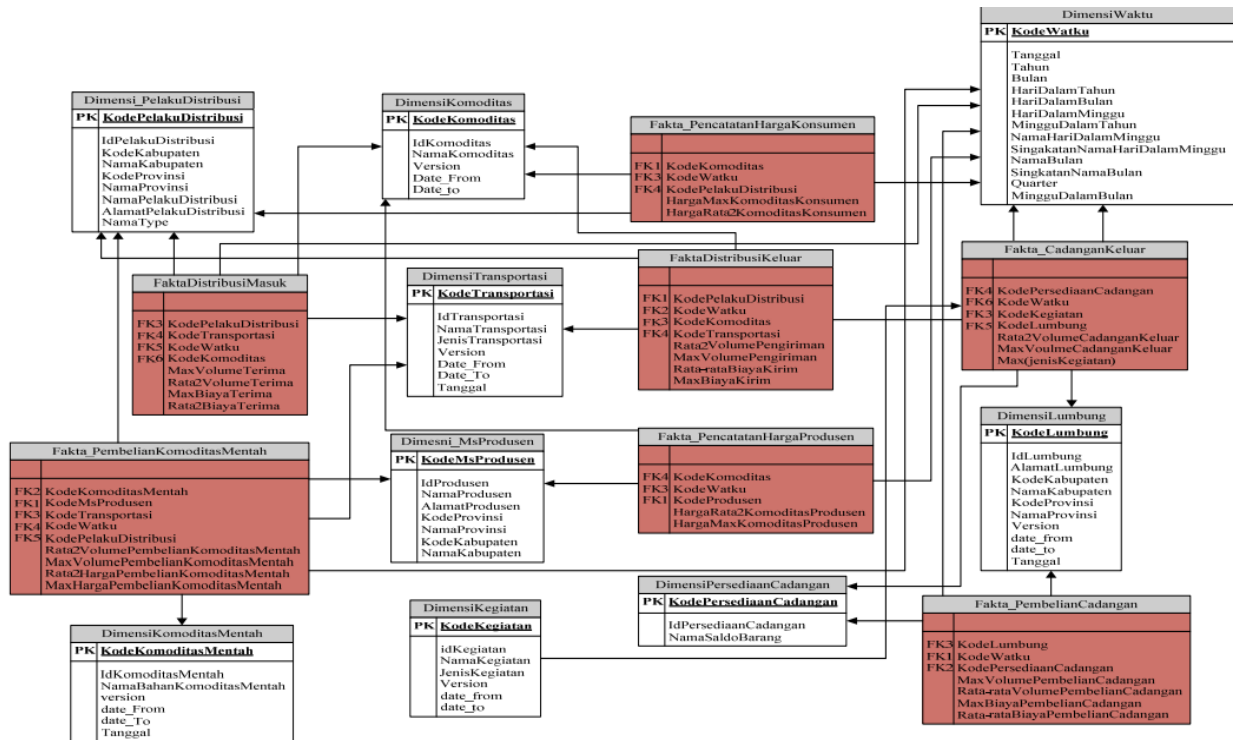 DimensiWaktu
PK KodeWatku
Tanggal
Tahun
Bulan
HariDalamTahun
HariDalamBulan
HariDalamMinggu
MingguDalamTahun
NamaHariDalamMinggu
SingakatanNamaHariDalamMinggu
NamaBulan
SingkatanNamaBulan
Quarter
MingguDalamBulan
Dimensi_PelakuDistribusi
PK KodePelakuDistribusi
IdPelakuDistribusi
KodeKabupaten
NamaKabupaten
KodeProvinsi
NamaProvinsi
NamaPelakuDistribusi
AlamatPelakuDistribusi
NamaType
DimensiKomoditas
PK KodeKomoditas
IdKomoditas
NamaKomoditas
Version
Date_From
Date_to
Fakta_PencatatanHargaKonsumen
FK1 KodeKomoditas
FK3 KodeWatku
FK4 KodePelakuDistribusi
HargaMaxKomoditasKonsumen
HargaRata2KomoditasKonsumen
FaktaDistribusiMasuk
FK3 KodePelakuDistribusi
FK4 KodeTransportasi
FK5 KodeWatku
FK6 KodeKomoditas
MaxVolumeTerima
Rata2VolumeTerima
MaxBiayaTerima
Rata2BiayaTerima
DimensiTransportasi
PK KodeTransportasi
IdTransportasi
NamaTransportasi
JenisTransportasi
Version
Date_From
Date_To
Tanggal
FaktaDistribusiKeluar
FK1 KodePelakuDistribusi
FK2 KodeWatku
FK3 KodeKomoditas
FK4 KodeTransportasi
Rata2VolumePengiriman
MaxVolumePengiriman
Rata-rataBiayaKirim
MaxBiayaKirim
Fakta_CadanganKeluar
FK4 KodePersediaanCadangan
FK6 KodeWatku
FK3 KodeKegiatan
FK5 KodeLumbung
Rata2VolumeCadanganKeluar
MaxVoulmeCadanganKeluar
Max(jenisKegiatan)
Fakta_PembelianKomoditasMentah
FK2 KodeKomoditasMentah
FK1 KodeMsProdusen
FK3 KodeTransportasi
FK4 KodeWatku
FK5 KodePelakuDistribusi
Rata2VolumePembelianKomoditasMentah
MaxVolumePembelianKomoditasMentah
Rata2HargaPembelianKomoditasMentah
MaxHargaPembelianKomoditasMentah
Dimesni_MsProdusen
PK KodeMsProdusen
IdProdusen
NamaProdusen
AlamatProdusen
KodeProvinsi
NamaProvinsi
KodeKabupaten
NamaKabupaten
Fakta_PencatatanHargaProdusen
FK4 KodeKomoditas
FK3 KodeWatku
FK1 KodeProdusen
HargaRata2KomoditasProdusen
HargaMaxKomoditasProdusen
DimensiLumbung
PK KodeLumbung
IdLumbung
AlamatLumbung
KodeKabupaten
NamaKabupaten
KodeProvinsi
NamaProvinsi
Version
date_from
date_to
Tanggal
DimensiKomoditasMentah
PK KodeKomoditasMentah
IdKomoditasMentah
NamaBahanKomoditasMentah
version
date_From
date_To
Tanggal
DimensiKegiatan
PK KodeKegiatan
idKegiatan
NamaKegiatan
JenisKegiatan
Version
date_from
date_to
DimensiPersediaanCadangan
PK KodePersediaanCadangan
IdPersediaanCadangan
NamaSaldoBarang
Fakta_PembelianCadangan
FK3 KodeLumbung
FK1 KodeWatku
FK2 KodePersediaanCadangan
MaxVolumePembelianCadangan
Rata-rataVolumePembelianCadangan
MaxBiayaPembelianCadangan
Rata-rataBiayaPembelianCadangan